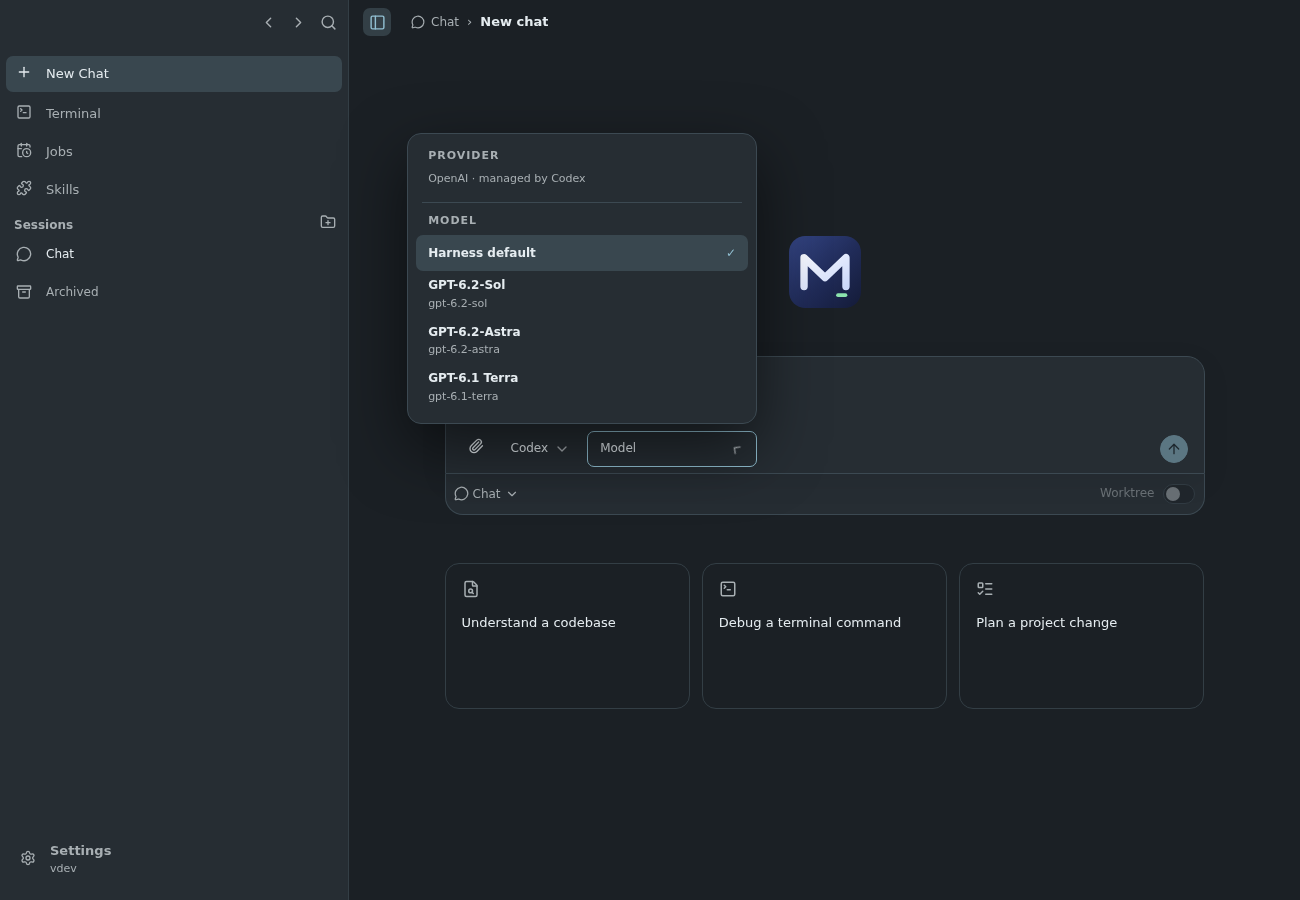 Chat › New chat
New Chat
Terminal
Jobs
Skills
Sessions
Chat
Archived
Settings
vdev
PROVIDER
OpenAI · managed by Codex
MODEL
Harness default ✓
GPT-6.2-Sol
gpt-6.2-sol
GPT-6.2-Astra
gpt-6.2-astra
GPT-6.1 Terra
gpt-6.1-terra
Codex
Model
Chat
Worktree
Understand a codebase
Debug a terminal command
Plan a project change